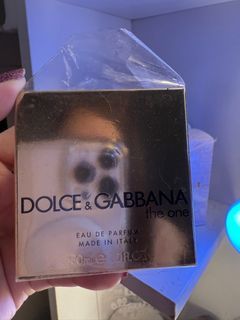 DOLCE & GABBANA
the one
EAU DE PARFUM
MADE IN ITALY